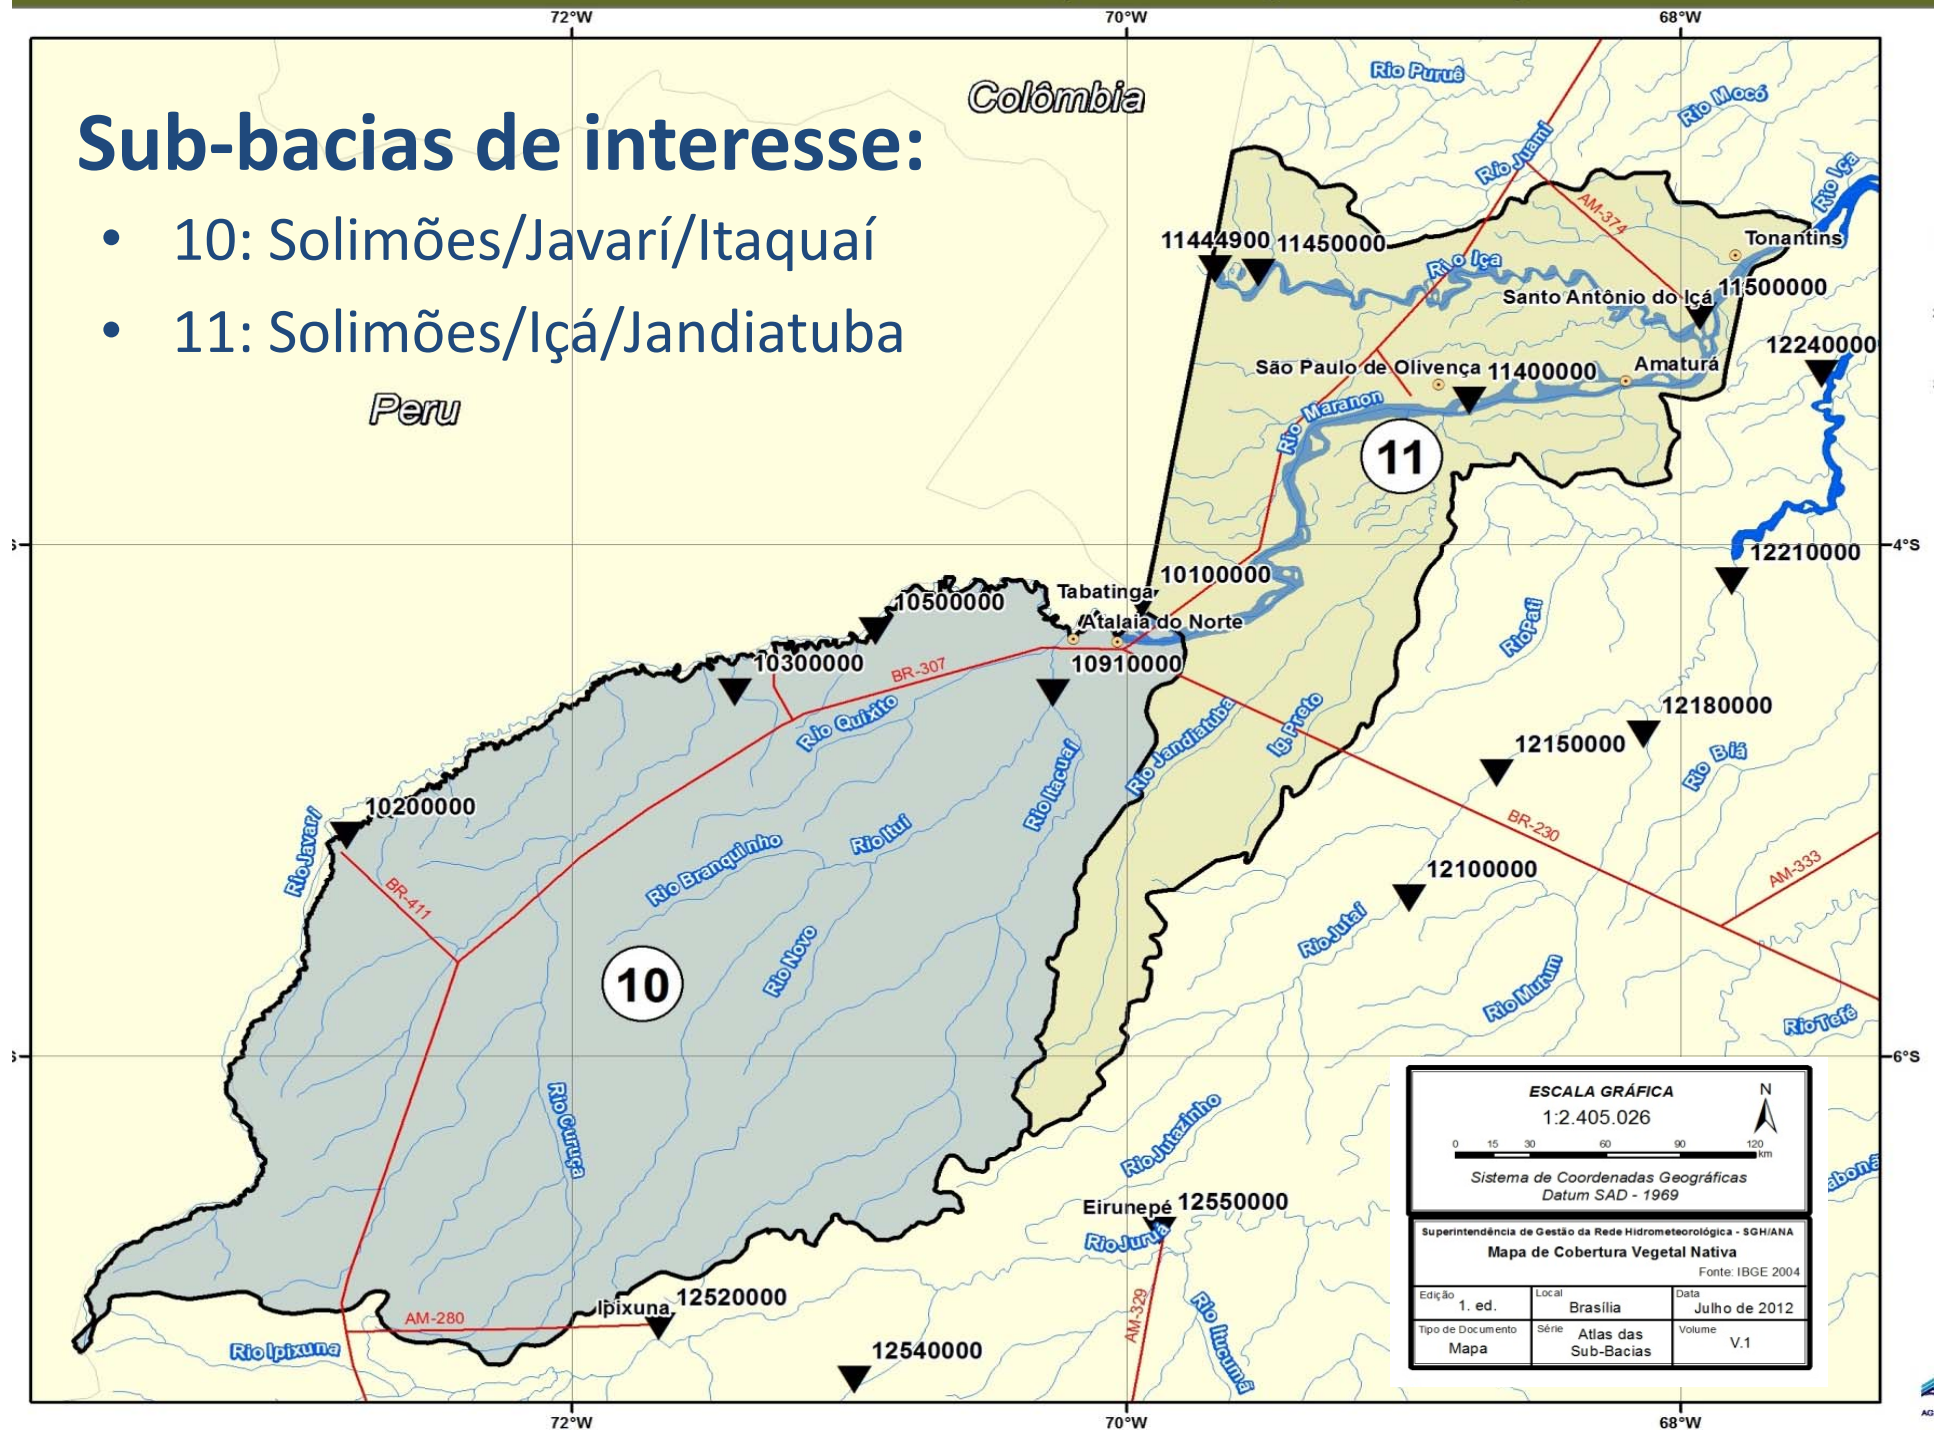 72°W
70°W
68°W
Sub-bacias de interesse:
• 10: Solimões/Javarí/Itaquaí
• 11: Solimões/Içá/Jandiatuba
Colômbia
Peru
Rio Puruê
Rio Mocó
Rio Juami
Rio Içá
AM-374
Tonantins
11444900
11450000
Rio Iça
Santo Antônio do Içá
11500000
12240000
São Paulo de Olivença
11400000
Amaturá
Rio Maranon
11
4°S
12210000
10100000
Tabatinga
10500000
Atalaia do Norte
10300000
10910000
BR-307
Rio Quixito
RioPati
12180000
Rio Jandiatuba
Ig. Preto
12150000
Rio Biá
Rio Itacuaí
10200000
Rio Javari
BR-411
Rio Branquinho
Rio Ituí
BR-230
AM-333
12100000
Rio Jutaí
Rio Novo
10
Rio Mutum
Rio Tefé
6°S
Rio Curuça
Rio Jutazinho
Eirunepé
12550000
Rio Juruá
Ipixuna
12520000
AM-280
Rio Ipixuna
AM-329
Rio Itucumã
12540000
ESCALA GRÁFICA
N
1:2.405.026
0 15 30 60 90 120
km
Sistema de Coordenadas Geográficas
Datum SAD - 1969
Superintendência de Gestão da Rede Hidrometeorológica - SGH/ANA
Mapa de Cobertura Vegetal Nativa
Fonte: IBGE 2004
Edição
1. ed.
Local
Brasília
Data
Julho de 2012
Tipo de Documento
Mapa
Série
Atlas das
Sub-Bacias
Volume
V.1
72°W
70°W
68°W